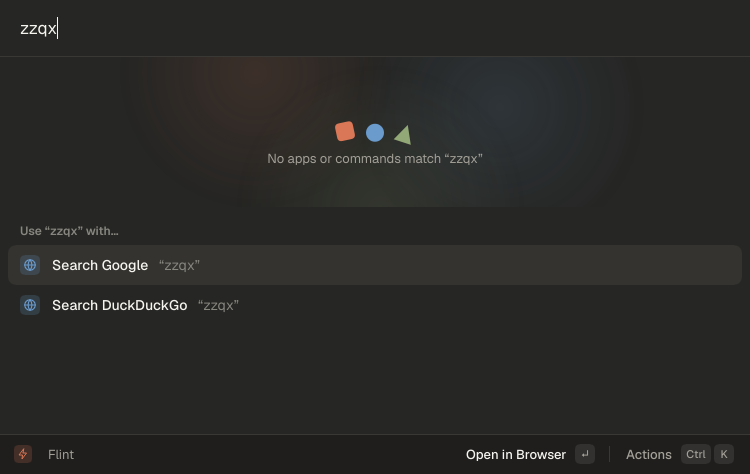 zzqx
No apps or commands match “zzqx”
Use “zzqx” with...
Search Google “zzqx”
Search DuckDuckGo “zzqx”
Flint Open in Browser ↵ Actions Ctrl K